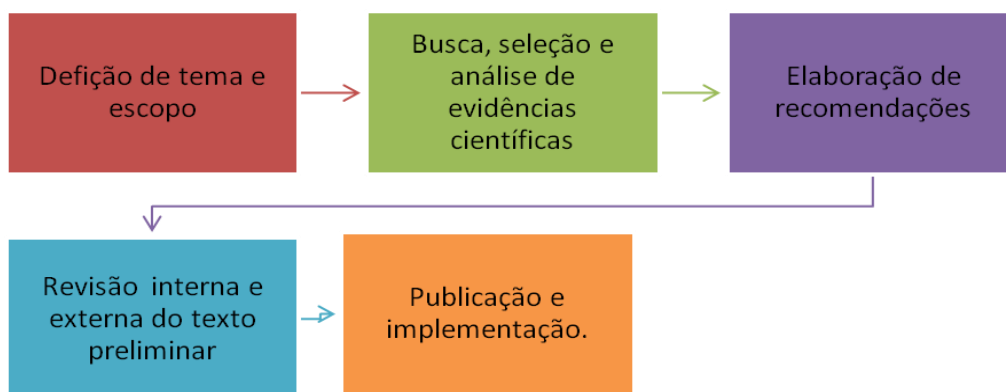 Defição de tema e
escopo
Busca, seleção e
análise de
evidências
científicas
Elaboração de
recomendações
Revisão interna e
externa do texto
preliminar
Publicação e
implementação.